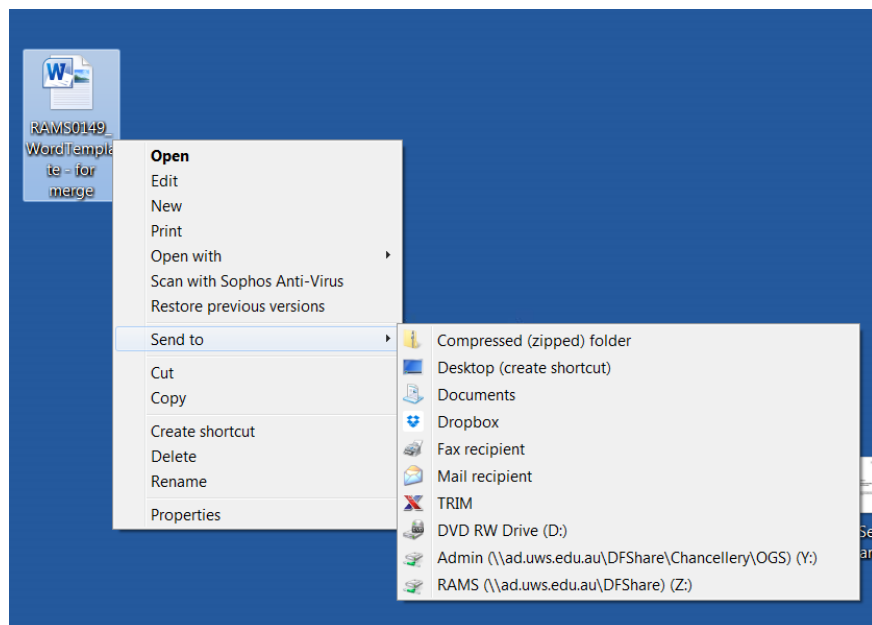 RAMS0149_
WordTempla
te - for
merge
Open
Edit
New
Print
Open with
Scan with Sophos Anti-Virus
Restore previous versions
Send to
Cut
Copy
Create shortcut
Delete
Rename
Properties
Compressed (zipped) folder
Desktop (create shortcut)
Documents
Dropbox
Fax recipient
Mail recipient
TRIM
DVD RW Drive (D:)
Admin (\\ad.uws.edu.au\DFShare\Chancellery\OGS) (Y:)
RAMS (\\ad.uws.edu.au\DFShare) (Z:)